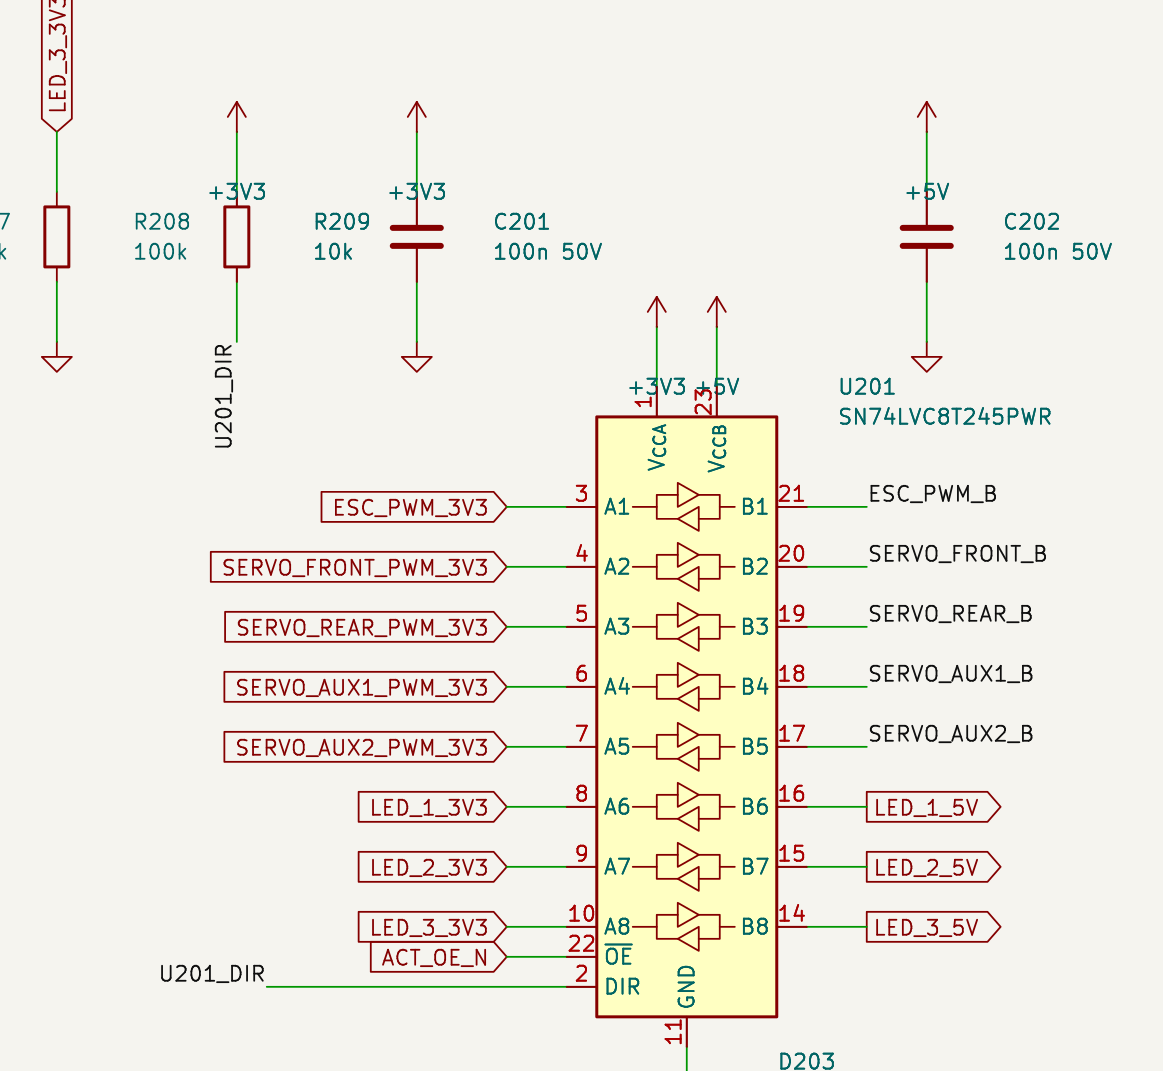 LED_3_3V3
+3V3
+3V3
+5V
7
k
R208
100k
R209
10k
C201
100n 50V
C202
100n 50V
U201_DIR
+3V3
+5V
1
23
U201
SN74LVC8T245PWR
VCCA
VCCB
ESC_PWM_3V3
3
A1
B1
21
ESC_PWM_B
SERVO_FRONT_PWM_3V3
4
A2
B2
20
SERVO_FRONT_B
SERVO_REAR_PWM_3V3
5
A3
B3
19
SERVO_REAR_B
SERVO_AUX1_PWM_3V3
6
A4
B4
18
SERVO_AUX1_B
SERVO_AUX2_PWM_3V3
7
A5
B5
17
SERVO_AUX2_B
LED_1_3V3
8
A6
B6
16
LED_1_5V
LED_2_3V3
9
A7
B7
15
LED_2_5V
LED_3_3V3
10
A8
B8
14
LED_3_5V
ACT_OE_N
22
OE
U201_DIR
2
DIR
GND
11
D203